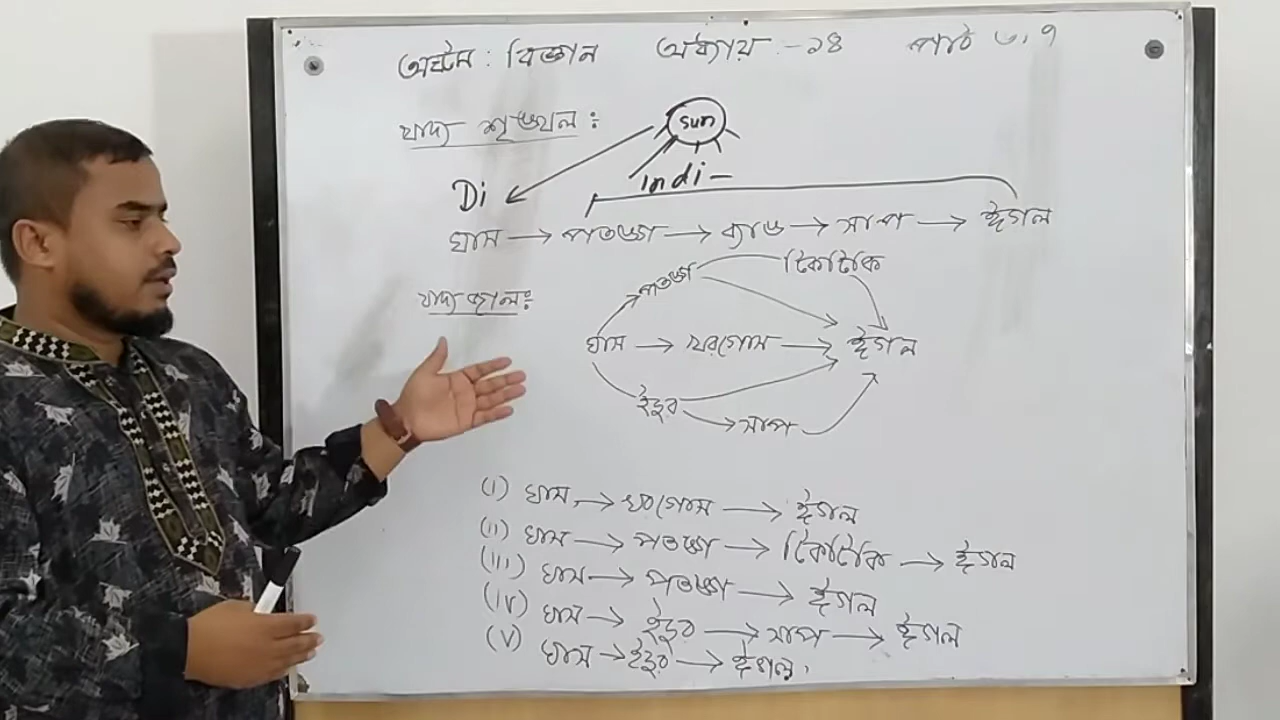 অষ্টম : বিজ্ঞান অধ্যায় :- ১৪ পাঠ ৬, ৭
খাদ্য শৃঙ্খল :
sun
Di
Indi -
ঘাস → পতঙ্গ → ব্যাঙ → সাপ → ঈগল
পতঙ্গ টিকটিকি
খাদ্য জাল :
ঘাস → খরগোস → ঈগল
ইঁদুর → সাপ
(i) ঘাস → খরগোস → ঈগল
(ii) ঘাস → পতঙ্গ → টিকটিকি → ঈগল
(iii) ঘাস → পতঙ্গ → ঈগল
(iv) ঘাস → ইঁদুর → সাপ → ঈগল
(v) ঘাস → ইঁদুর → ঈগল,